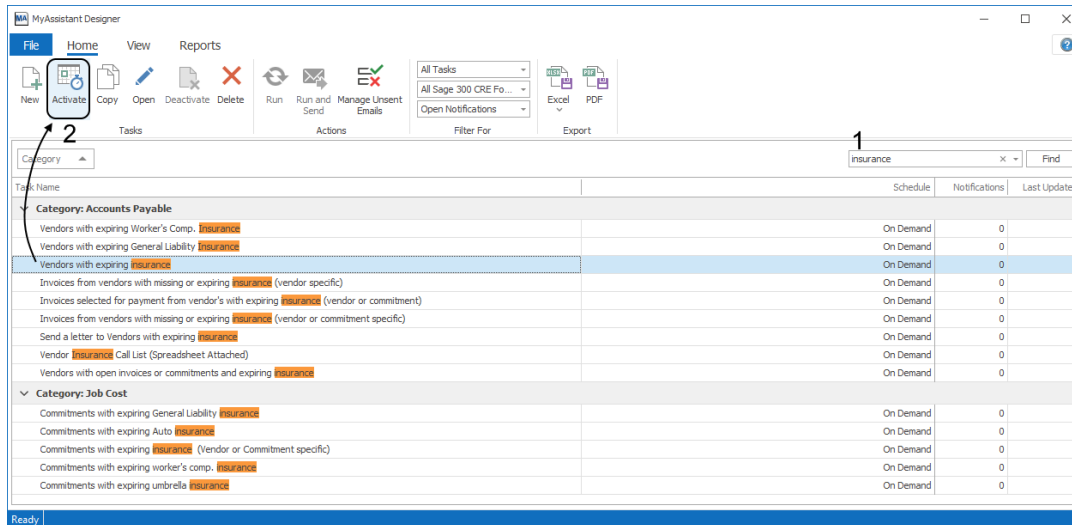 MA MyAssistant Designer
File Home View Reports
New Activate Copy Open Deactivate Delete
Run Run and Send Manage Unsent Emails
All Tasks
All Sage 300 CRE Fo...
Open Notifications
Excel PDF
Tasks Actions Filter For Export
2
1
Category
insurance Find
Task Name Schedule Notifications Last Update
Category: Accounts Payable
Vendors with expiring Worker's Comp. Insurance On Demand 0
Vendors with expiring General Liability Insurance On Demand 0
Vendors with expiring insurance On Demand 0
Invoices from vendors with missing or expiring insurance (vendor specific) On Demand 0
Invoices selected for payment from vendor's with expiring insurance (vendor or commitment) On Demand 0
Invoices from vendors with missing or expiring insurance (vendor or commitment specific) On Demand 0
Send a letter to Vendors with expiring insurance On Demand 0
Vendor Insurance Call List (Spreadsheet Attached) On Demand 0
Vendors with open invoices or commitments and expiring insurance On Demand 0
Category: Job Cost
Commitments with expiring General Liability insurance On Demand 0
Commitments with expiring Auto insurance On Demand 0
Commitments with expiring insurance (Vendor or Commitment specific) On Demand 0
Commitments with expiring worker's comp. insurance On Demand 0
Commitments with expiring umbrella insurance On Demand 0
Ready